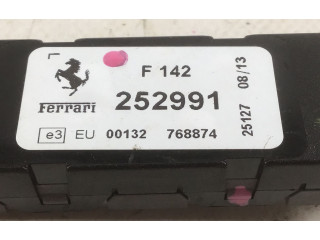 F 142
Ferrari
252991
e3 EU 00132 768874
25127 08/13